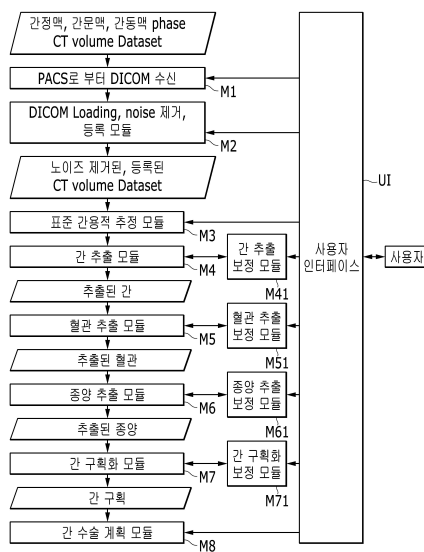 간정맥, 간문맥, 간동맥 phase
CT volume Dataset
PACS로 부터 DICOM 수신
M1
DICOM Loading, noise 제거,
등록 모듈
M2
노이즈 제거된, 등록된
CT volume Dataset
표준 간용적 추정 모듈
M3
간 추출 모듈
M4
간 추출
보정 모듈
M41
추출된 간
혈관 추출 모듈
M5
혈관 추출
보정 모듈
M51
추출된 혈관
종양 추출 모듈
M6
종양 추출
보정 모듈
M61
추출된 종양
간 구획화 모듈
M7
간 구획화
보정 모듈
M71
간 구획
간 수술 계획 모듈
M8
사용자
인터페이스
UI
사용자